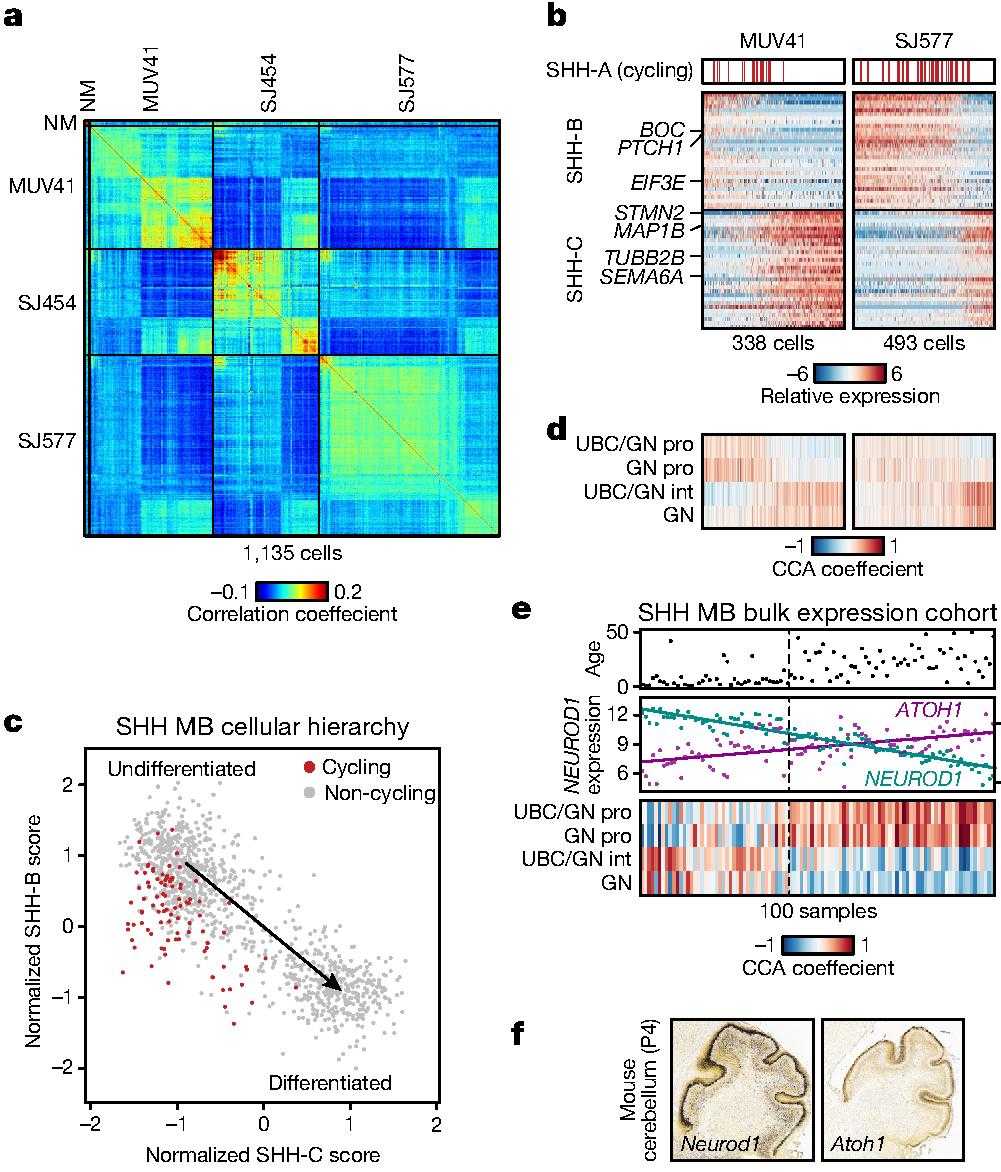 a
NM
MUV41
SJ454
SJ577
NM
MUV41
SJ454
SJ577
1,135 cells
−0.1 0.2
Correlation coeffecient
b
MUV41 SJ577
SHH-A (cycling)
SHH-B
BOC
PTCH1
EIF3E
SHH-C
STMN2
MAP1B
TUBB2B
SEMA6A
338 cells 493 cells
−6 6
Relative expression
c
SHH MB cellular hierarchy
Undifferentiated
Cycling
Non-cycling
Differentiated
Normalized SHH-B score
2
1
0
−1
−2
−2 −1 0 1 2
Normalized SHH-C score
d
UBC/GN pro
GN pro
UBC/GN int
GN
−1 1
CCA coeffecient
e
SHH MB bulk expression cohort
Age
50
0
NEUROD1
expression
12
9
6
ATOH1
NEUROD1
UBC/GN pro
GN pro
UBC/GN int
GN
100 samples
−1 1
CCA coeffecient
f
Mouse
cerebellum (P4)
Neurod1
Atoh1